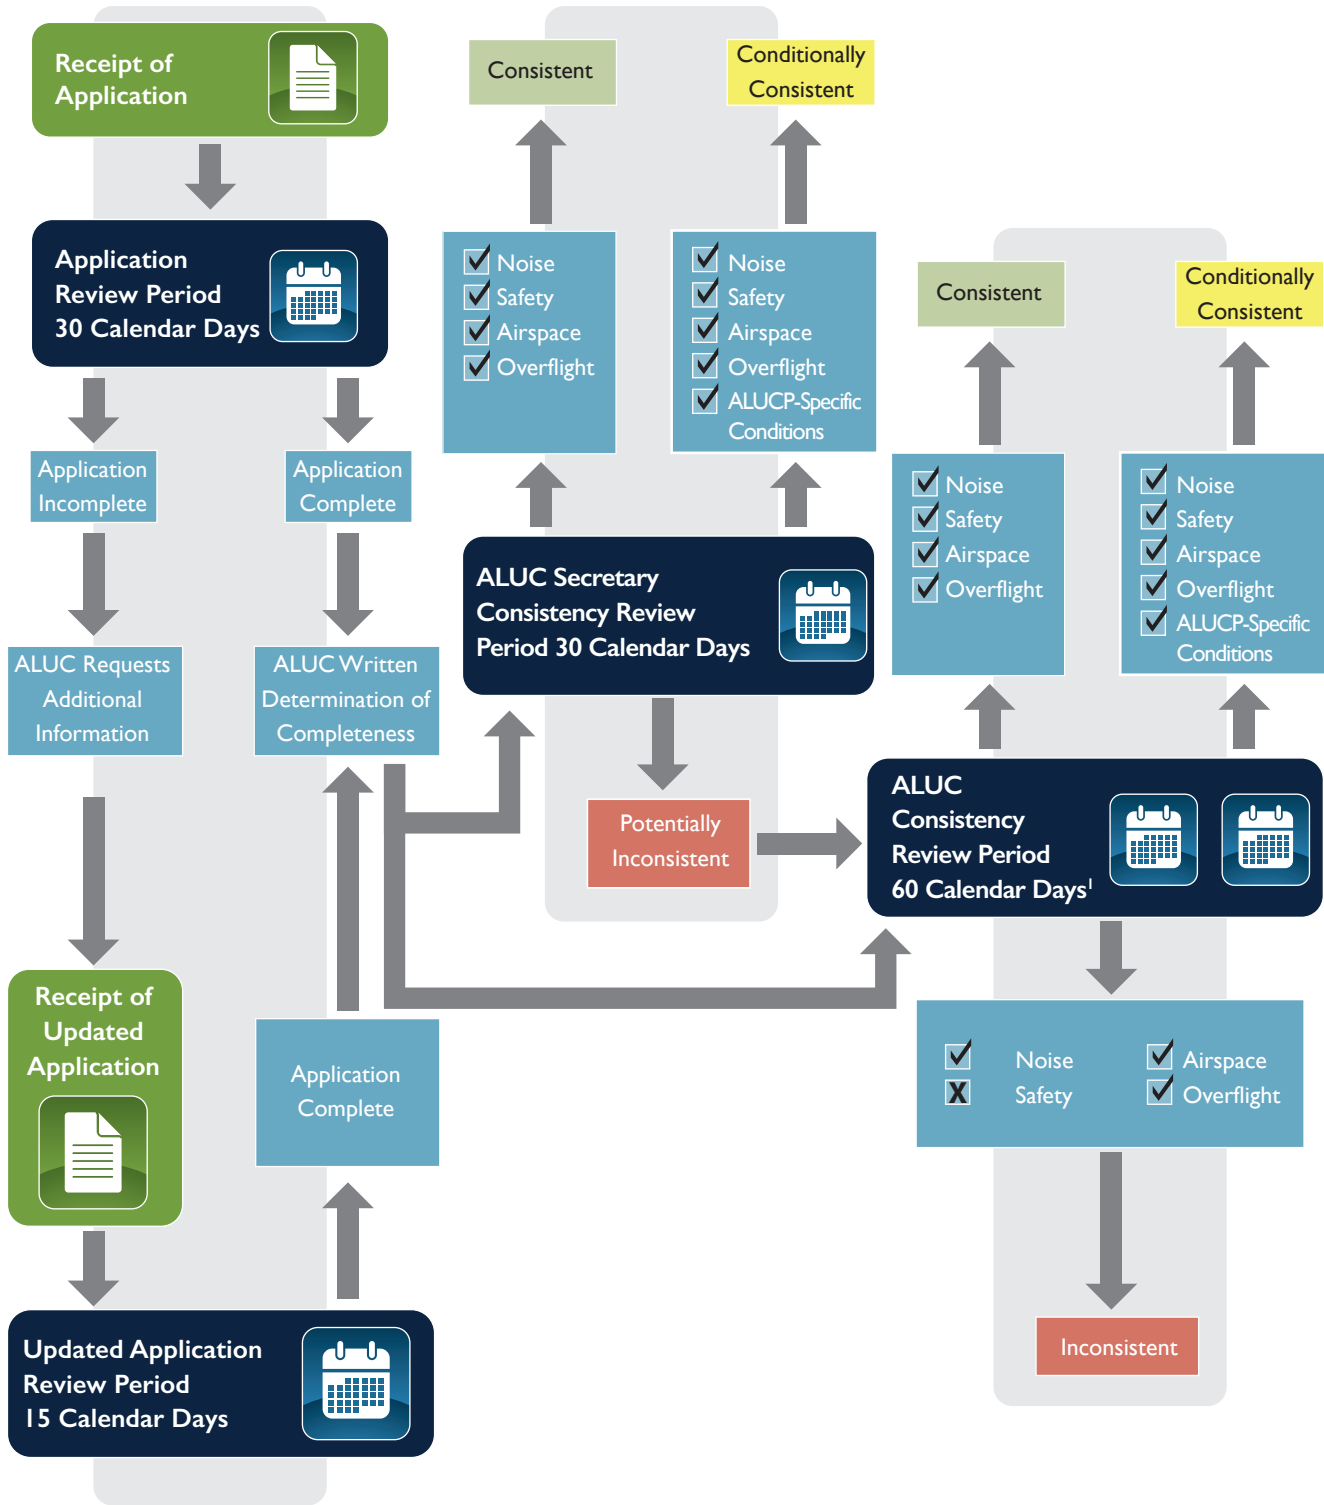 Receipt of
Application
Application
Review Period
30 Calendar Days
Application
Incomplete
Application
Complete
ALUC Requests
Additional
Information
ALUC Written
Determination of
Completeness
Receipt of
Updated
Application
Application
Complete
Updated Application
Review Period
15 Calendar Days
Consistent
Conditionally
Consistent
Noise
Safety
Airspace
Overflight
Noise
Safety
Airspace
Overflight
ALUCP-Specific
Conditions
ALUC Secretary
Consistency Review
Period 30 Calendar Days
Potentially
Inconsistent
Consistent
Conditionally
Consistent
Noise
Safety
Airspace
Overflight
Noise
Safety
Airspace
Overflight
ALUCP-Specific
Conditions
ALUC
Consistency
Review Period
60 Calendar Days¹
Noise
X Safety
Airspace
Overflight
Inconsistent